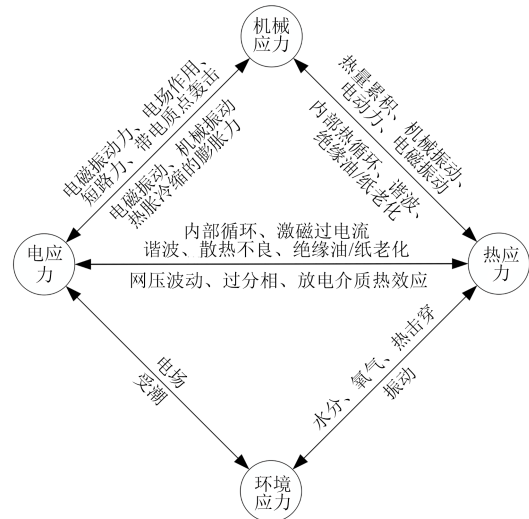 机械
应力
电磁振动力、电场作用、
短路力、带电质点轰击
电磁振动、机械振动
热胀冷缩的膨胀力
热量累积、机械振动、
电动力、电磁振动
内部热循环、谐波、
绝缘油/纸老化
电应
力
内部循环、激磁过电流
谐波、散热不良、绝缘油/纸老化
网压波动、过分相、放电介质热效应
热应
力
电场
受潮
水分、氧气、热击穿
振动
环境
应力